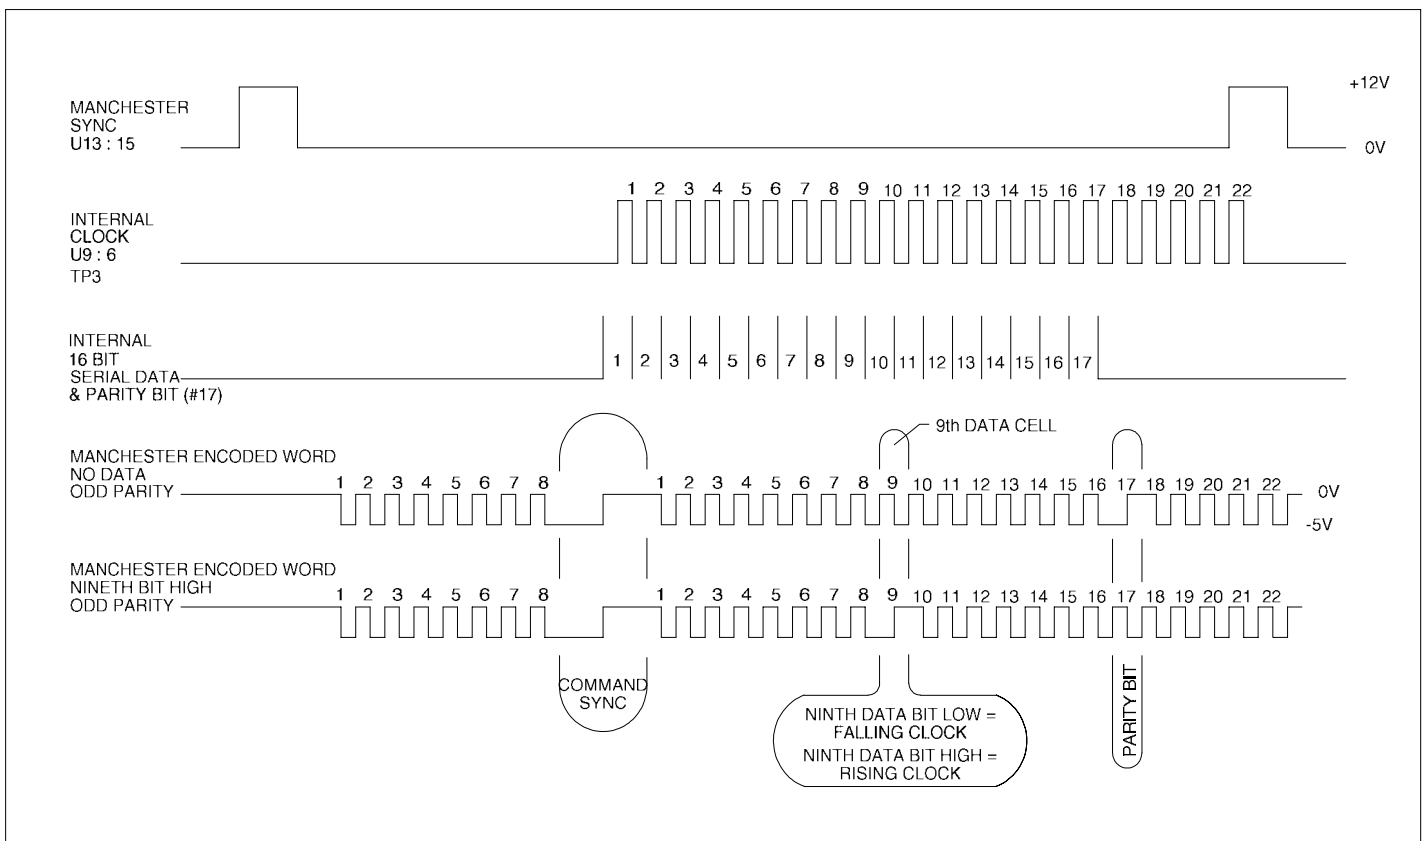 MANCHESTER
SYNC
U13 : 15
+12V
0V
1 2 3 4 5 6 7 8 9 10 11 12 13 14 15 16 17 18 19 20 21 22
INTERNAL
CLOCK
U9 : 6
TP3
INTERNAL
16 BIT
SERIAL DATA
& PARITY BIT (#17)
1 2 3 4 5 6 7 8 9 10 11 12 13 14 15 16 17
9th DATA CELL
MANCHESTER ENCODED WORD
NO DATA
ODD PARITY
1 2 3 4 5 6 7 8 1 2 3 4 5 6 7 8 9 10 11 12 13 14 15 16 17 18 19 20 21 22
0V
-5V
MANCHESTER ENCODED WORD
NINETH BIT HIGH
ODD PARITY
1 2 3 4 5 6 7 8 1 2 3 4 5 6 7 8 9 10 11 12 13 14 15 16 17 18 19 20 21 22
COMMAND
SYNC
NINTH DATA BIT LOW =
FALLING CLOCK
NINTH DATA BIT HIGH =
RISING CLOCK
PARITY BIT